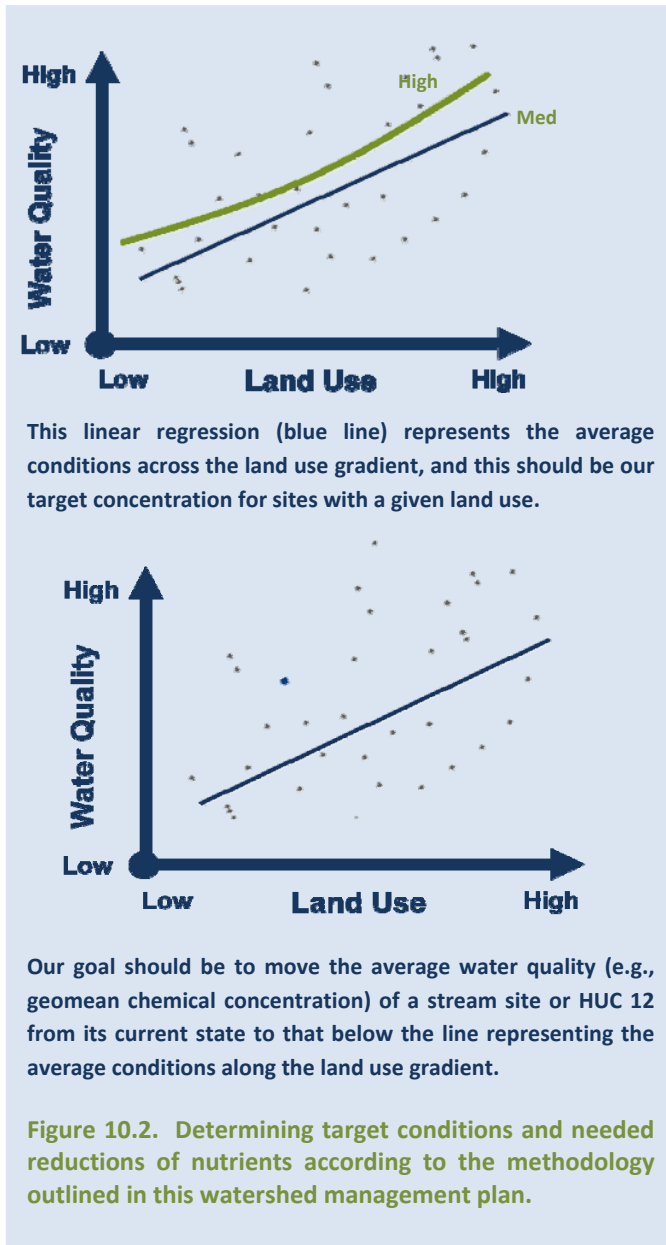 High
High
Med
Water Quality
Low
Low
Land Use
High
This linear regression (blue line) represents the average
conditions across the land use gradient, and this should be our
target concentration for sites with a given land use.
High
Water Quality
Low
Low
Land Use
High
Our goal should be to move the average water quality (e.g.,
geomean chemical concentration) of a stream site or HUC 12
from its current state to that below the line representing the
average conditions along the land use gradient.
Figure 10.2. Determining target conditions and needed
reductions of nutrients according to the methodology
outlined in this watershed management plan.